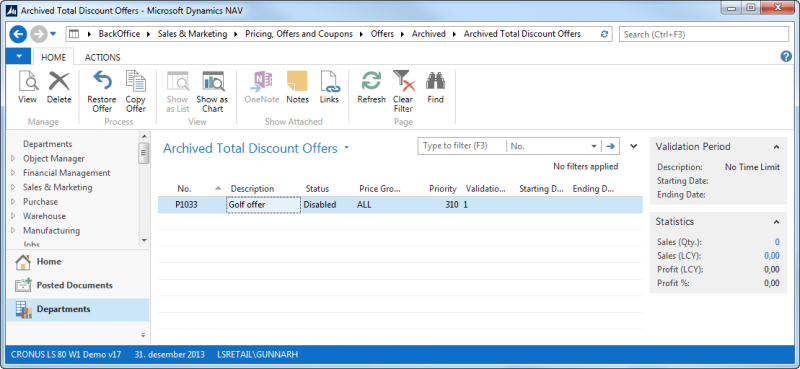 Archived Total Discount Offers - Microsoft Dynamics NAV
BackOffice Sales & Marketing Pricing, Offers and Coupons Offers Archived Archived Total Discount Offers
Search (Ctrl+F3)
HOME ACTIONS
View Delete Restore Offer Copy Offer Show as List Show as Chart OneNote Notes Links Refresh Clear Filter Find
Manage Process View Show Attached Page
Departments
Object Manager
Financial Management
Sales & Marketing
Purchase
Warehouse
Manufacturing
Jobs
Home
Posted Documents
Departments
Archived Total Discount Offers
Type to filter (F3) No.
No filters applied
No. Description Status Price Gro... Priority Validatio... Starting D... Ending D...
P1033 Golf offer Disabled ALL 310 1
Validation Period
Description: No Time Limit
Starting Date:
Ending Date:
Statistics
Sales (Qty.): 0
Sales (LCY): 0,00
Profit (LCY): 0,00
Profit %: 0,00
CRONUS LS 80 W1 Demo v17 31. desember 2013 LSRETAIL\GUNNARH